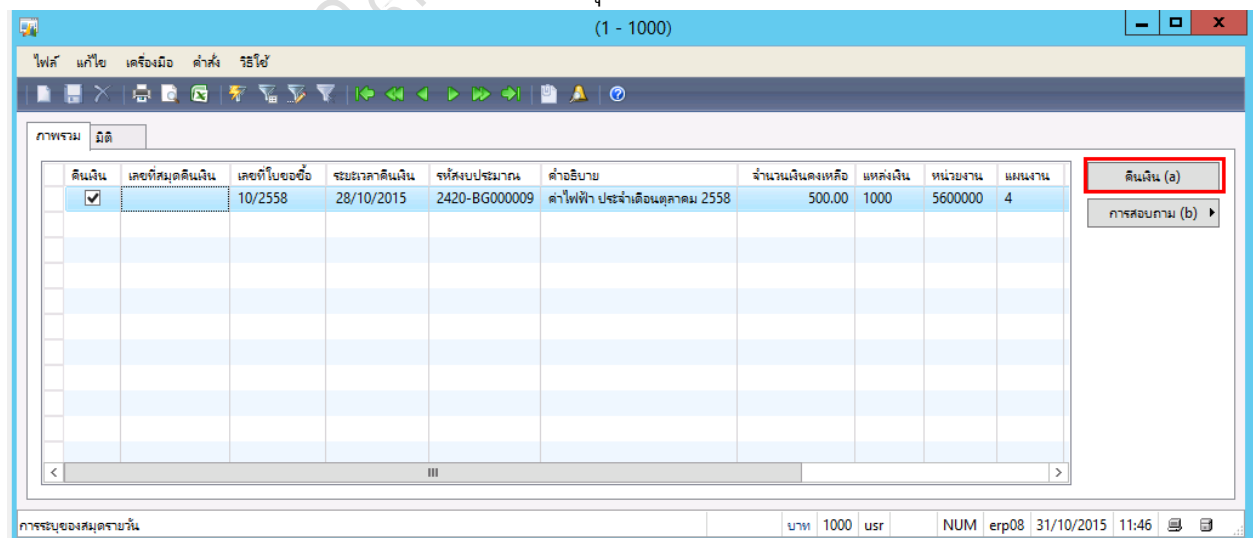 (1 - 1000)
ไฟล์ แก้ไข เครื่องมือ คำสั่ง วิธีใช้
ภาพรวม มิติ
คืนเงิน เลขที่สมุดคืนเงิน เลขที่ใบขอซื้อ ระยะเวลาคืนเงิน รหัสงบประมาณ คำอธิบาย จำนวนเงินคงเหลือ แหล่งเงิน หน่วยงาน แผนงาน
10/2558 28/10/2015 2420-BG000009 ค่าไฟฟ้า ประจำเดือนตุลาคม 2558 500.00 1000 5600000 4
คืนเงิน (a)
การสอบถาม (b)
การระบุของสมุดรายวัน บาท 1000 usr NUM erp08 31/10/2015 11:46